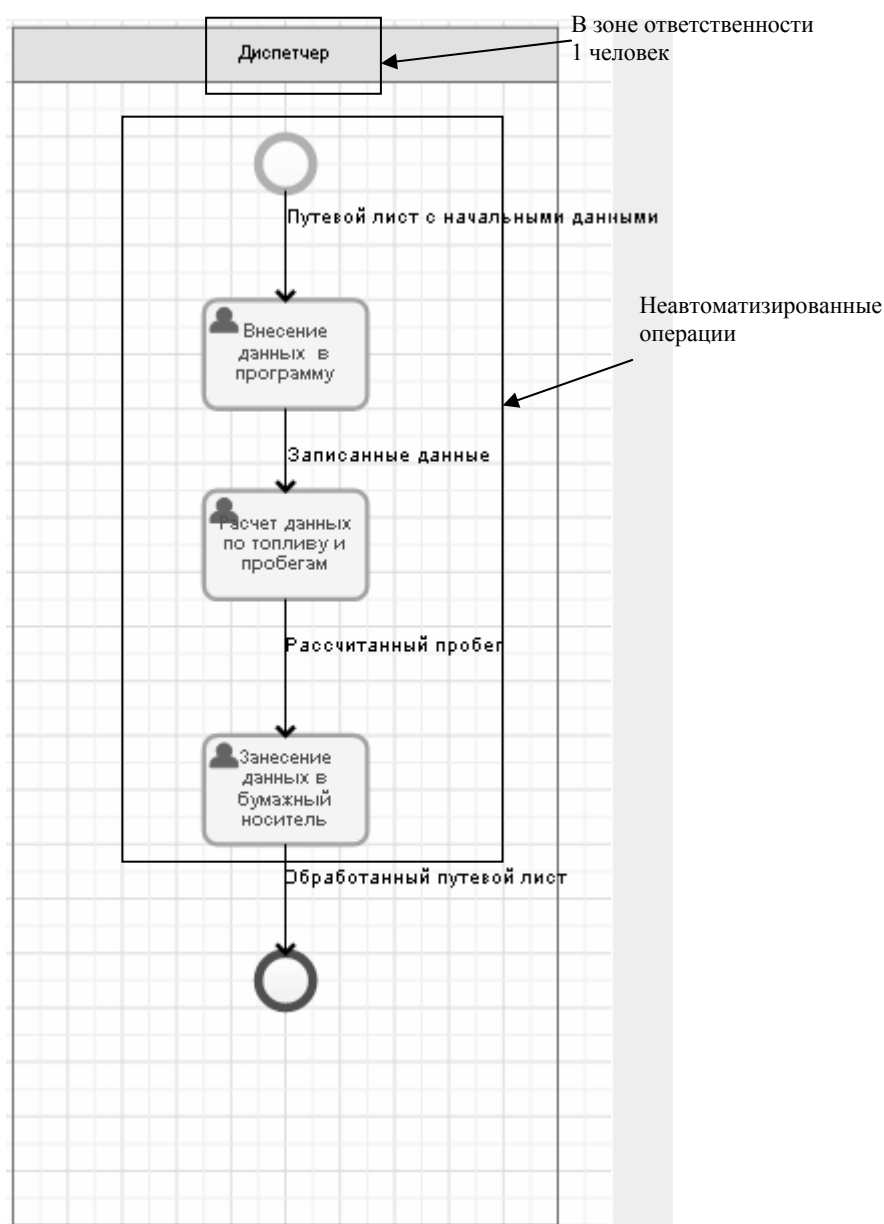 В зоне ответственности
1 человек
Диспетчер
Путевой лист с начальными данными
Неавтоматизированные
операции
Внесение
данных в
программу
Записанные данные
Расчет данных
по топливу и
пробегам
Рассчитанный пробег
Занесение
данных в
бумажный
носитель
Обработанный путевой лист